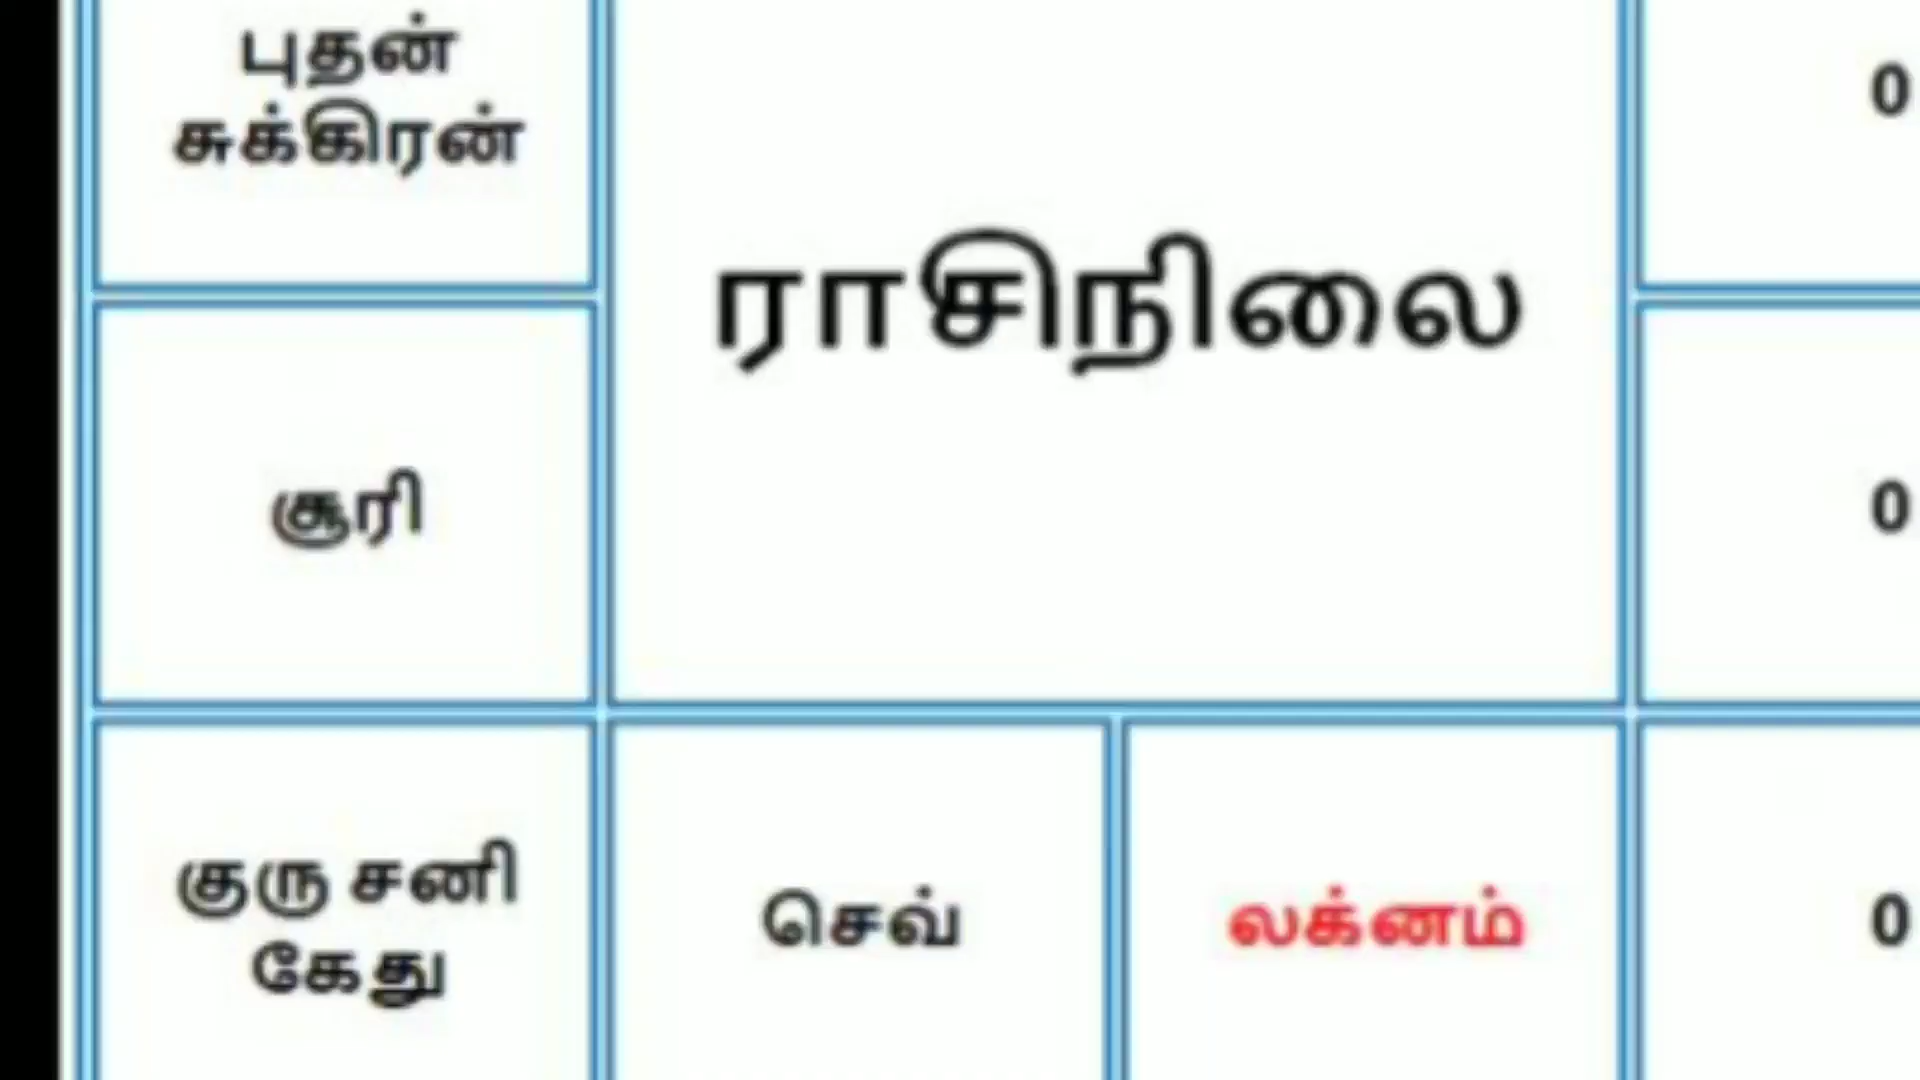 புதன்
சுக்கிரன்
0
ராசிநிலை
சூரி
0
குரு சனி
கேது
செவ்
லக்னம்
0